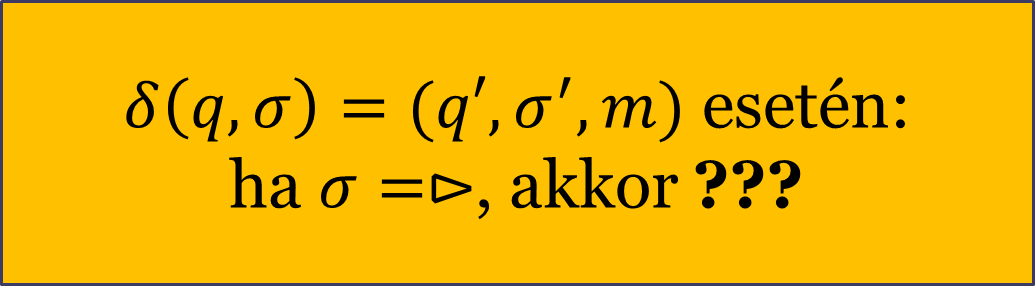 𝛿(𝑞, 𝜎) = (𝑞′, 𝜎′, 𝑚) esetén:
ha 𝜎 =⊳, akkor ???